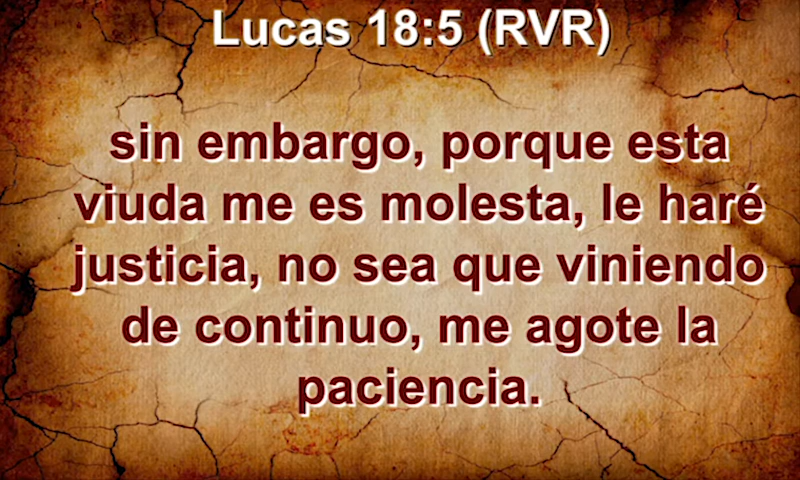 Lucas 18:5 (RVR)
sin embargo, porque esta
viuda me es molesta, le haré
justicia, no sea que viniendo
de continuo, me agote la
paciencia.